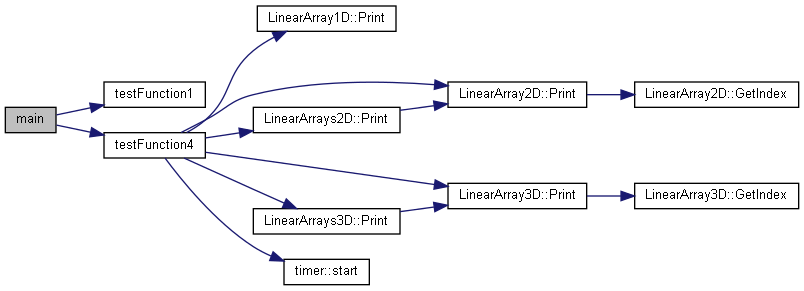 main
testFunction1
testFunction4
LinearArray1D::Print
LinearArrays2D::Print
LinearArrays3D::Print
timer::start
LinearArray2D::Print
LinearArray3D::Print
LinearArray2D::GetIndex
LinearArray3D::GetIndex